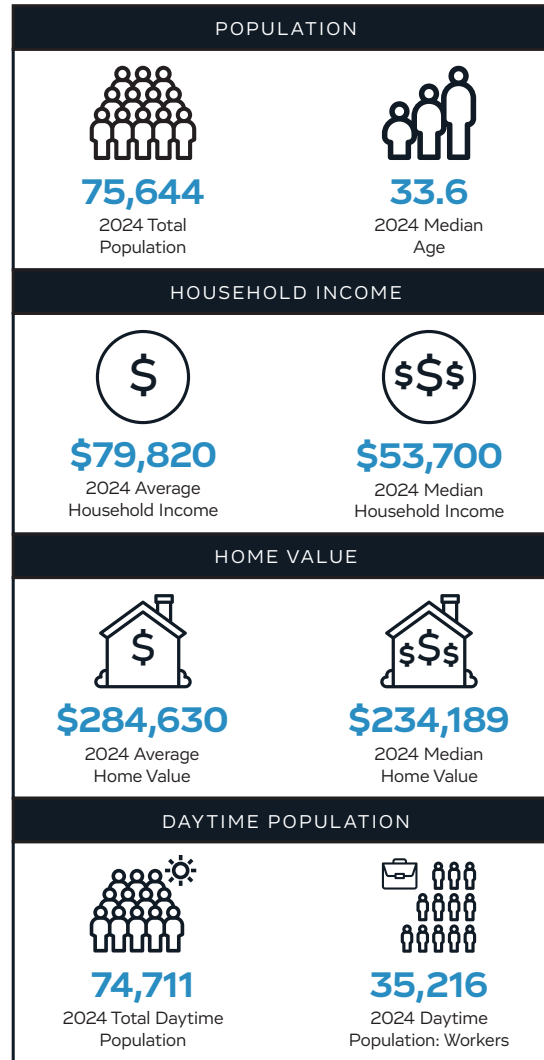 POPULATION
75,644
2024 Total
Population
33.6
2024 Median
Age
HOUSEHOLD INCOME
$
$79,820
2024 Average
Household Income
$$$
$53,700
2024 Median
Household Income
HOME VALUE
$
$284,630
2024 Average
Home Value
$$$
$234,189
2024 Median
Home Value
DAYTIME POPULATION
74,711
2024 Total Daytime
Population
35,216
2024 Daytime
Population: Workers